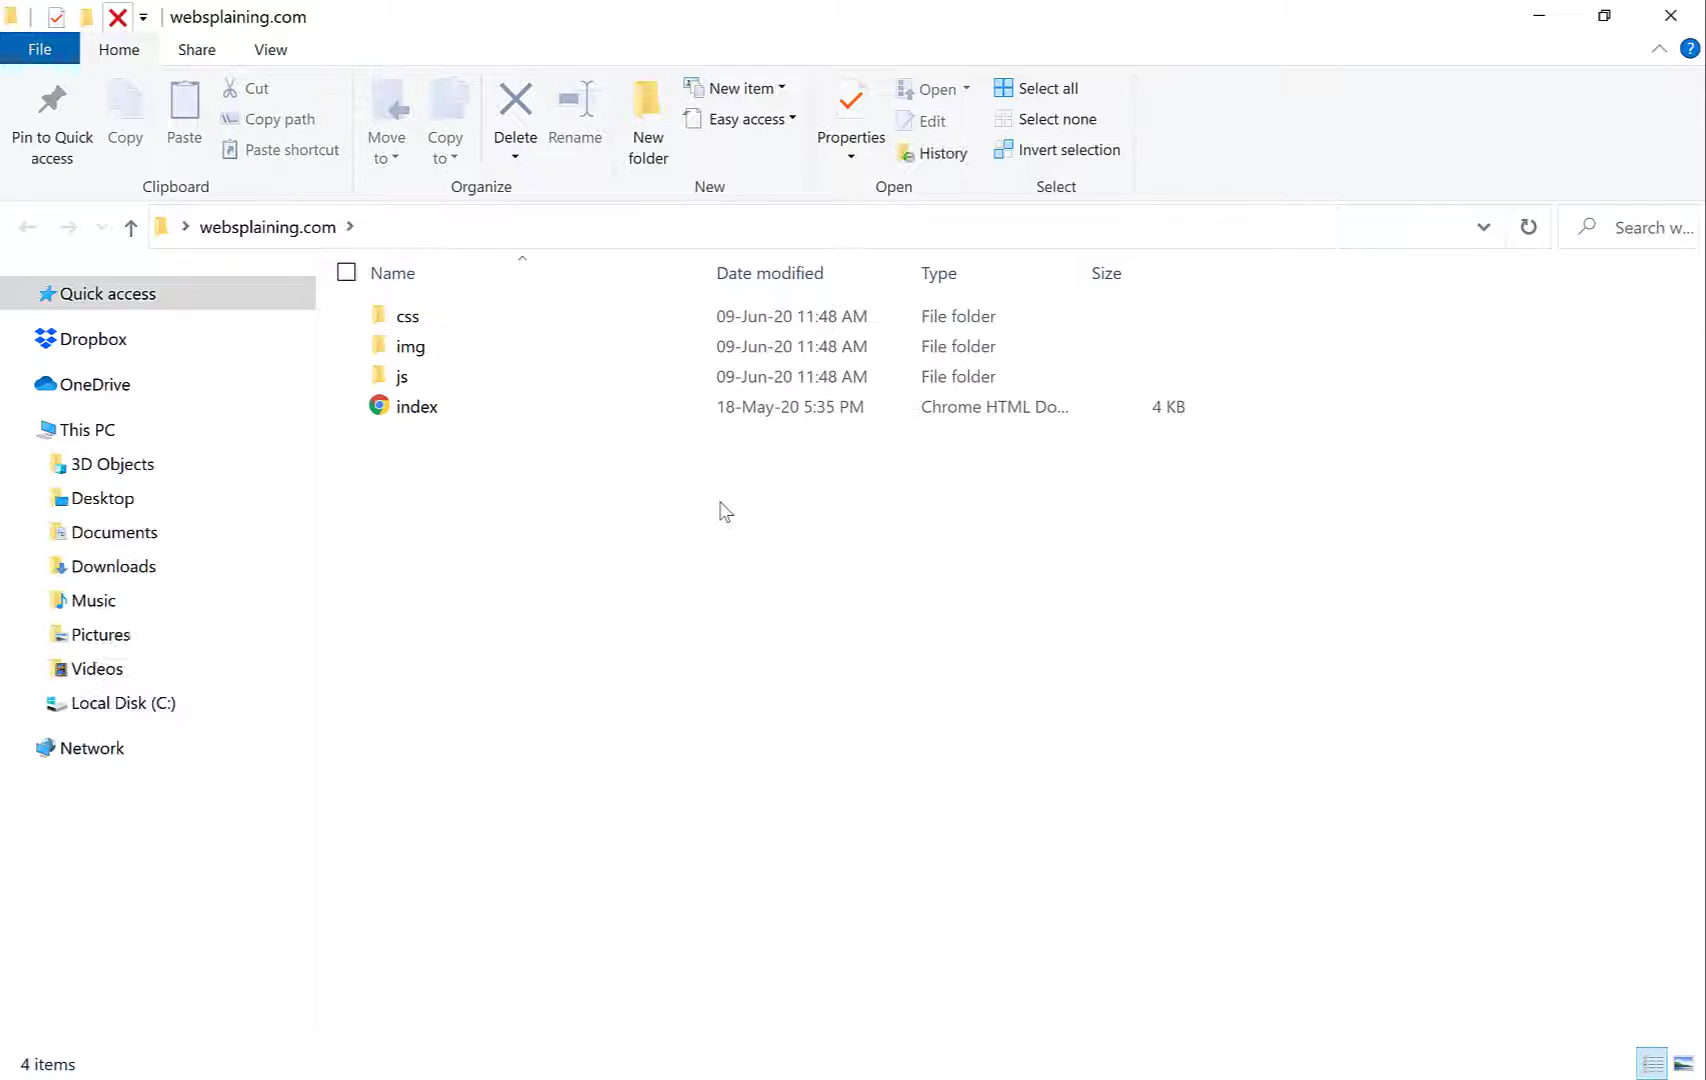 websplaining.com
File Home Share View
Pin to Quick access
Copy
Paste
Cut
Copy path
Paste shortcut
Clipboard
Move to
Copy to
Delete
Rename
Organize
New folder
New item
Easy access
New
Properties
Open
Edit
History
Open
Select all
Select none
Invert selection
Select
websplaining.com
Search w...
Name Date modified Type Size
css 09-Jun-20 11:48 AM File folder
img 09-Jun-20 11:48 AM File folder
js 09-Jun-20 11:48 AM File folder
index 18-May-20 5:35 PM Chrome HTML Do... 4 KB
Quick access
Dropbox
OneDrive
This PC
3D Objects
Desktop
Documents
Downloads
Music
Pictures
Videos
Local Disk (C:)
Network
4 items